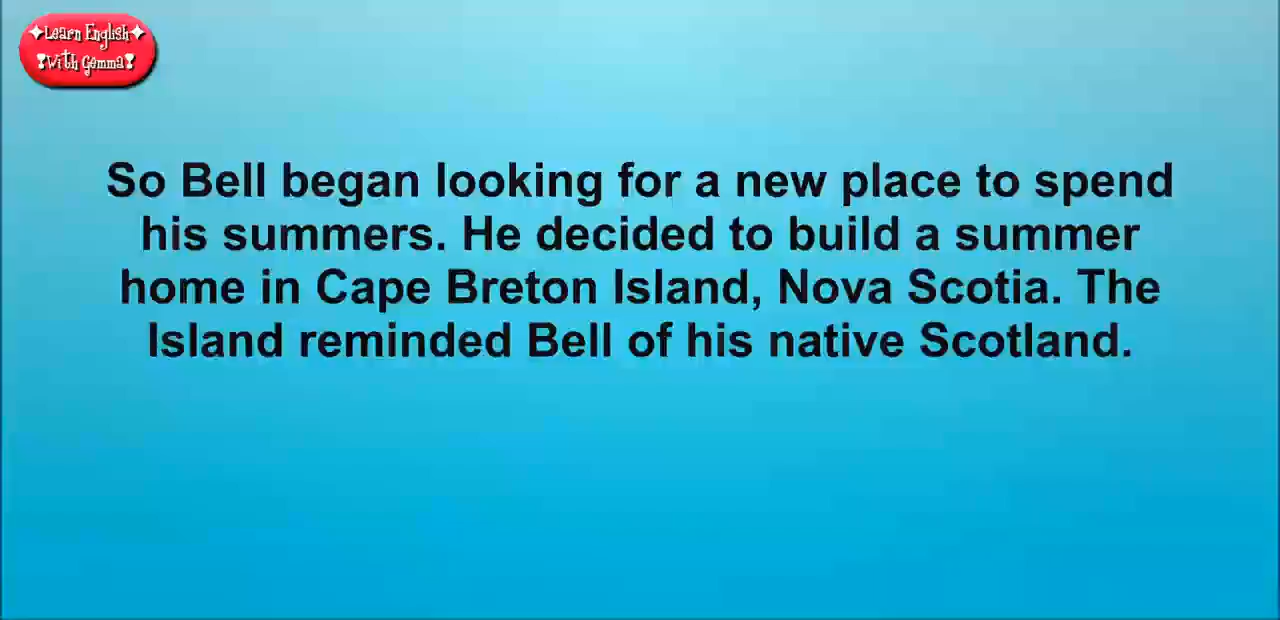 ✦Learn English✦
❣With Gemma❣
So Bell began looking for a new place to spend
his summers. He decided to build a summer
home in Cape Breton Island, Nova Scotia. The
Island reminded Bell of his native Scotland.